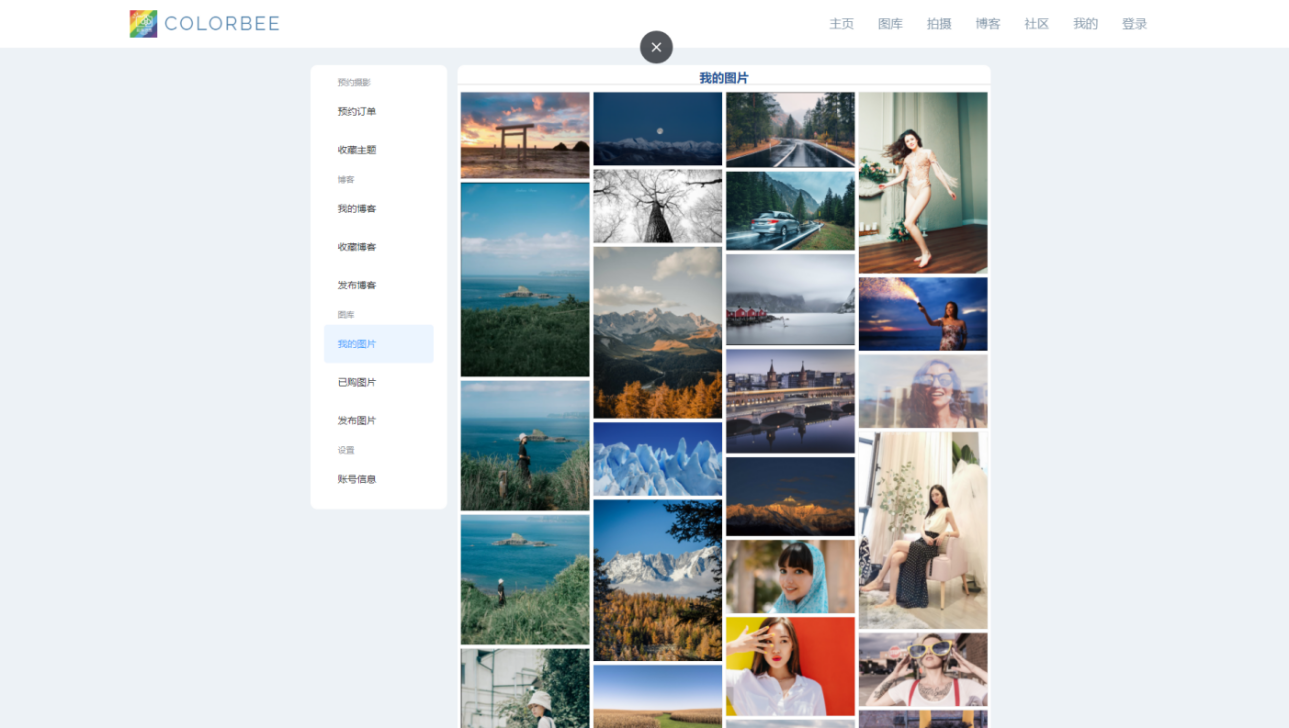 COLORBEE
主页 图库 拍摄 博客 社区 我的 登录
我的图片
预约摄影
预约订单
收藏主题
博客
我的博客
收藏博客
发布博客
图库
我的图片
已购图片
发布图片
设置
账号信息